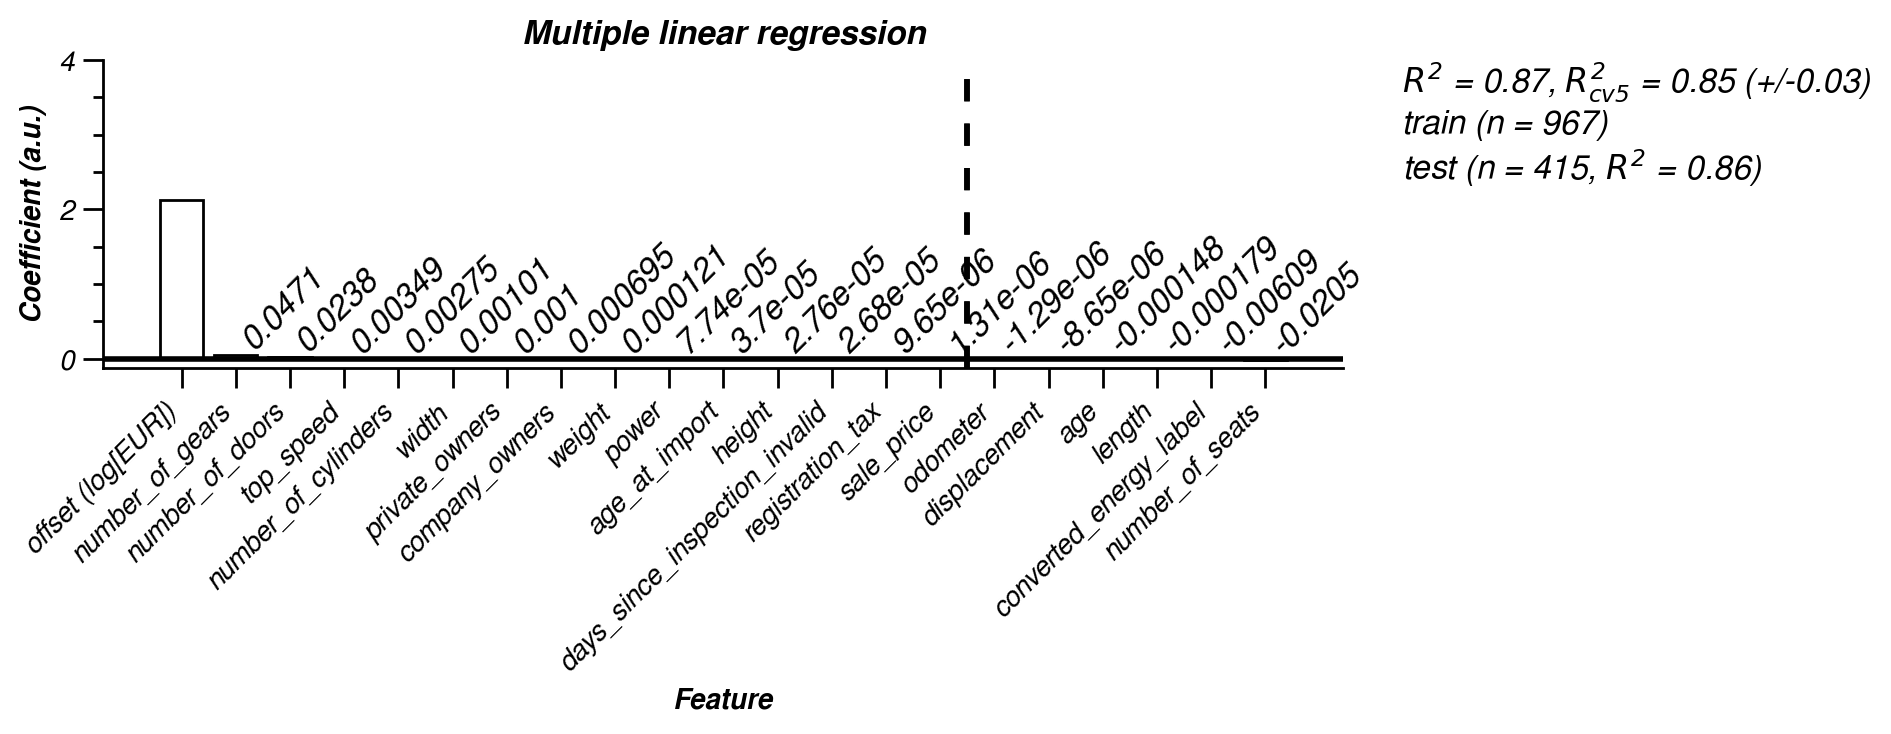 Multiple linear regression
R² = 0.87, R²cv5 = 0.85 (+/-0.03)
train (n = 967)
test (n = 415, R² = 0.86)
Coefficient (a.u.)
4
2
0
0.0471
0.0238
0.00349
0.00275
0.00101
0.001
0.000695
0.000121
7.74e-05
3.7e-05
2.76e-05
2.68e-05
9.65e-06
1.31e-06
-1.29e-06
-8.65e-06
-0.000148
-0.000179
-0.00609
-0.0205
offset (log[EUR])
number_of_gears
number_of_doors
top_speed
number_of_cylinders
width
private_owners
company_owners
weight
power
age_at_import
height
days_since_inspection_invalid
registration_tax
sale_price
odometer
displacement
age
length
converted_energy_label
number_of_seats
Feature